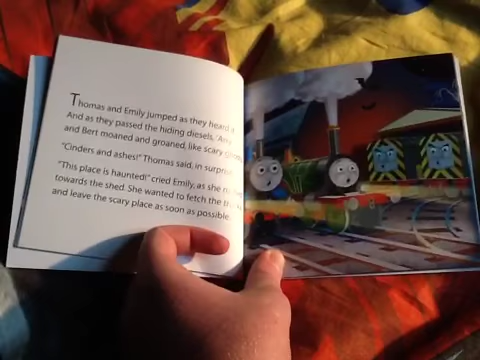 Thomas and Emily jumped as they heard a
And as they passed the hiding diesels, 'Arry
and Bert moaned and groaned, like scary
"Cinders and ashes!" Thomas said, in surprise
"This place is haunted!" cried Emily, as she
towards the shed. She wanted to fetch the
and leave the scary place as soon as possible